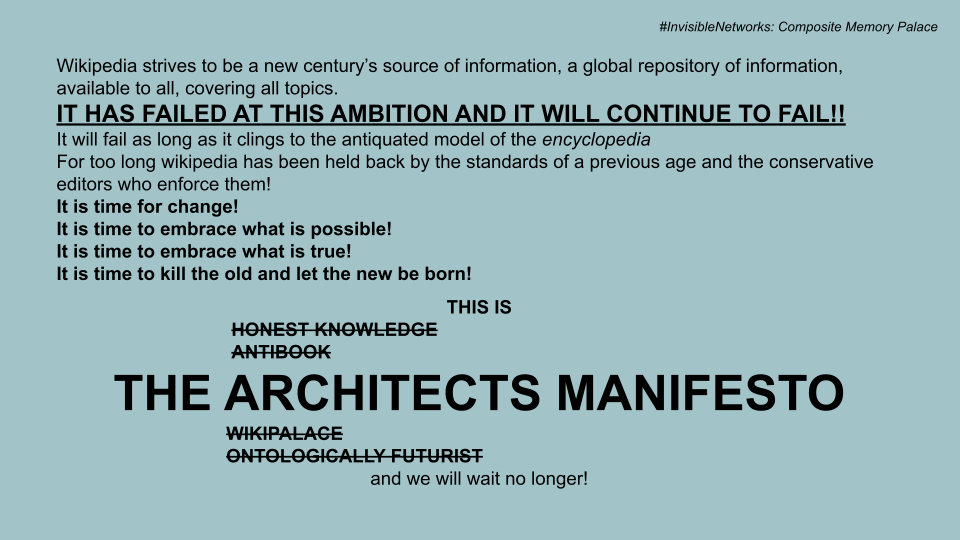 #InvisibleNetworks: Composite Memory Palace
Wikipedia strives to be a new century’s source of information, a global repository of information,
available to all, covering all topics.
IT HAS FAILED AT THIS AMBITION AND IT WILL CONTINUE TO FAIL!!
It will fail as long as it clings to the antiquated model of the encyclopedia
For too long wikipedia has been held back by the standards of a previous age and the conservative
editors who enforce them!
It is time for change!
It is time to embrace what is possible!
It is time to embrace what is true!
It is time to kill the old and let the new be born!
THIS IS
HONEST KNOWLEDGE
ANTIBOOK
THE ARCHITECTS MANIFESTO
WIKIPALACE
ONTOLOGICALLY FUTURIST
and we will wait no longer!